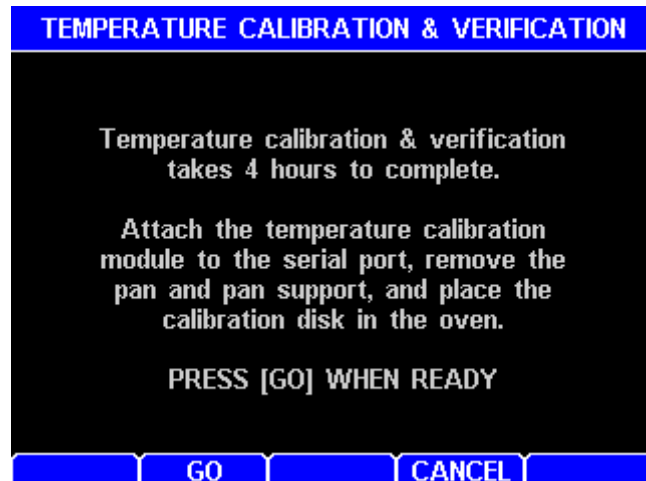 TEMPERATURE CALIBRATION & VERIFICATION
Temperature calibration & verification
takes 4 hours to complete.
Attach the temperature calibration
module to the serial port, remove the
pan and pan support, and place the
calibration disk in the oven.
PRESS [GO] WHEN READY
GO CANCEL